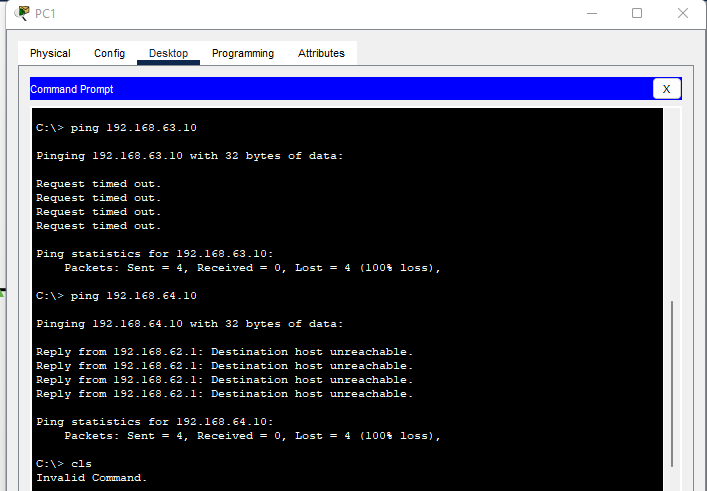 PC1
Physical Config Desktop Programming Attributes
Command Prompt X
C:\> ping 192.168.63.10
Pinging 192.168.63.10 with 32 bytes of data:
Request timed out.
Request timed out.
Request timed out.
Request timed out.
Ping statistics for 192.168.63.10:
Packets: Sent = 4, Received = 0, Lost = 4 (100% loss),
C:\> ping 192.168.64.10
Pinging 192.168.64.10 with 32 bytes of data:
Reply from 192.168.62.1: Destination host unreachable.
Reply from 192.168.62.1: Destination host unreachable.
Reply from 192.168.62.1: Destination host unreachable.
Reply from 192.168.62.1: Destination host unreachable.
Ping statistics for 192.168.64.10:
Packets: Sent = 4, Received = 0, Lost = 4 (100% loss),
C:\> cls
Invalid Command.